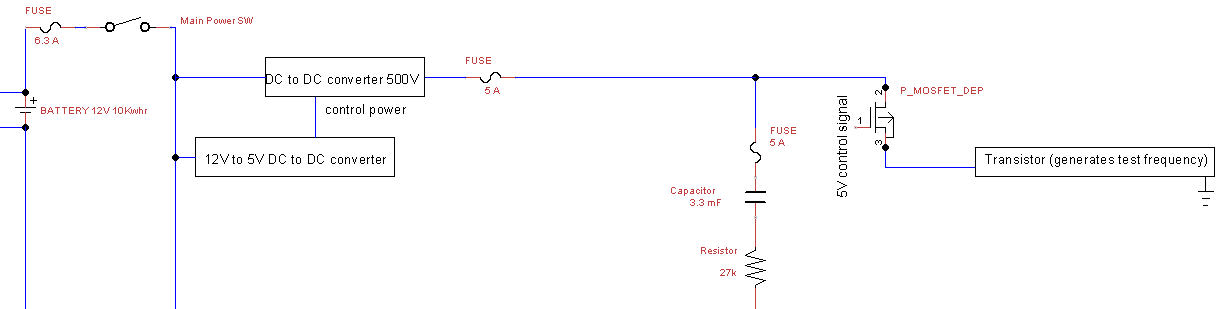 FUSE
6.3 A
Main Power SW
BATTERY 12V 10Kwhr
+
DC to DC converter 500V
control power
12V to 5V DC to DC converter
FUSE
5 A
FUSE
5 A
Capacitor
3.3 mF
Resistor
27k
5V control signal
1
2
3
P_MOSFET_DEP
Transistor (generates test frequency)